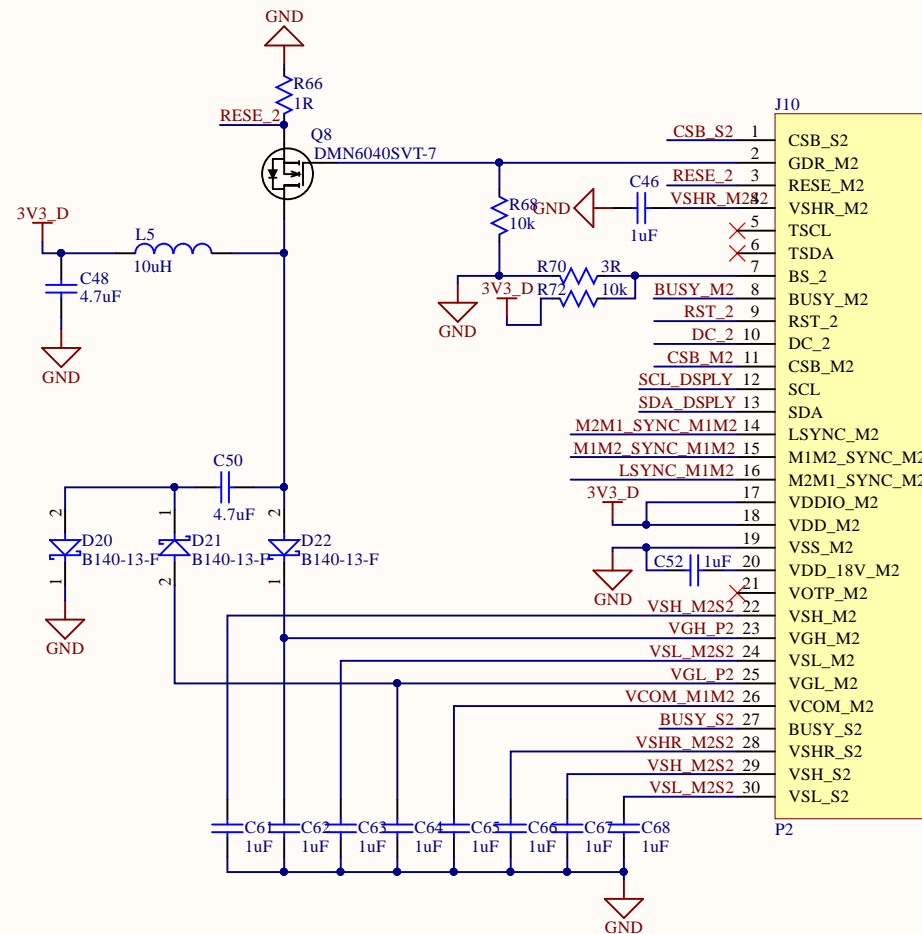 GND
R66
1R
RESE_2
Q8
DMN6040SVT-7
J10
CSB_S2 1 CSB_S2
2 GDR_M2
RESE_2 3 RESE_M2
C46
1uF
GND
VSHR_M2S2 4 VSHR_M2
5 TSCL
6 TSDA
R68
10k
3V3_D
L5
10uH
C48
4.7uF
GND
R70 3R
7 BS_2
3V3_D
R72 10k
GND
BUSY_M2 8 BUSY_M2
RST_2 9 RST_2
DC_2 10 DC_2
CSB_M2 11 CSB_M2
SCL_DSPLY 12 SCL
SDA_DSPLY 13 SDA
M2M1_SYNC_M1M2 14 LSYNC_M2
M1M2_SYNC_M1M2 15 M1M2_SYNC_M2
LSYNC_M1M2 16 M2M1_SYNC_M2
3V3_D
17 VDDIO_M2
18 VDD_M2
19 VSS_M2
GND
C52 1uF
20 VDD_18V_M2
21 VOTP_M2
C50
4.7uF
2 1 2
D20 D21 D22
B140-13-F B140-13-F B140-13-F
1 2 1
GND
VSH_M2S2 22 VSH_M2
VGH_P2 23 VGH_M2
VSL_M2S2 24 VSL_M2
VGL_P2 25 VGL_M2
VCOM_M1M2 26 VCOM_M2
BUSY_S2 27 BUSY_S2
VSHR_M2S2 28 VSHR_S2
VSH_M2S2 29 VSH_S2
VSL_M2S2 30 VSL_S2
P2
C61 C62 C63 C64 C65 C66 C67 C68
1uF 1uF 1uF 1uF 1uF 1uF 1uF 1uF
GND